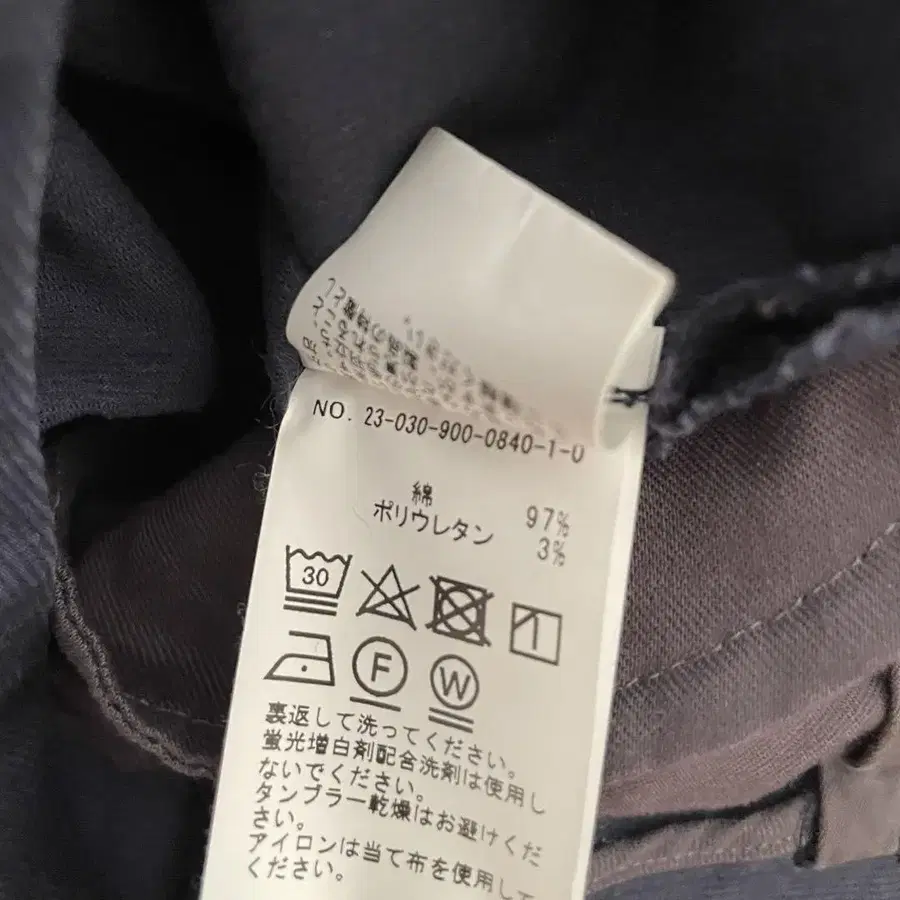 NO. 23-030-900-0840-1-0
綿 97%
ポリウレタン 3%
30
F W
裏返して洗ってください。
蛍光増白剤配合洗剤は使用し
ないでください。
タンブラー乾燥はお避けくだ
さい。
アイロンは当て布を使用して
ください。